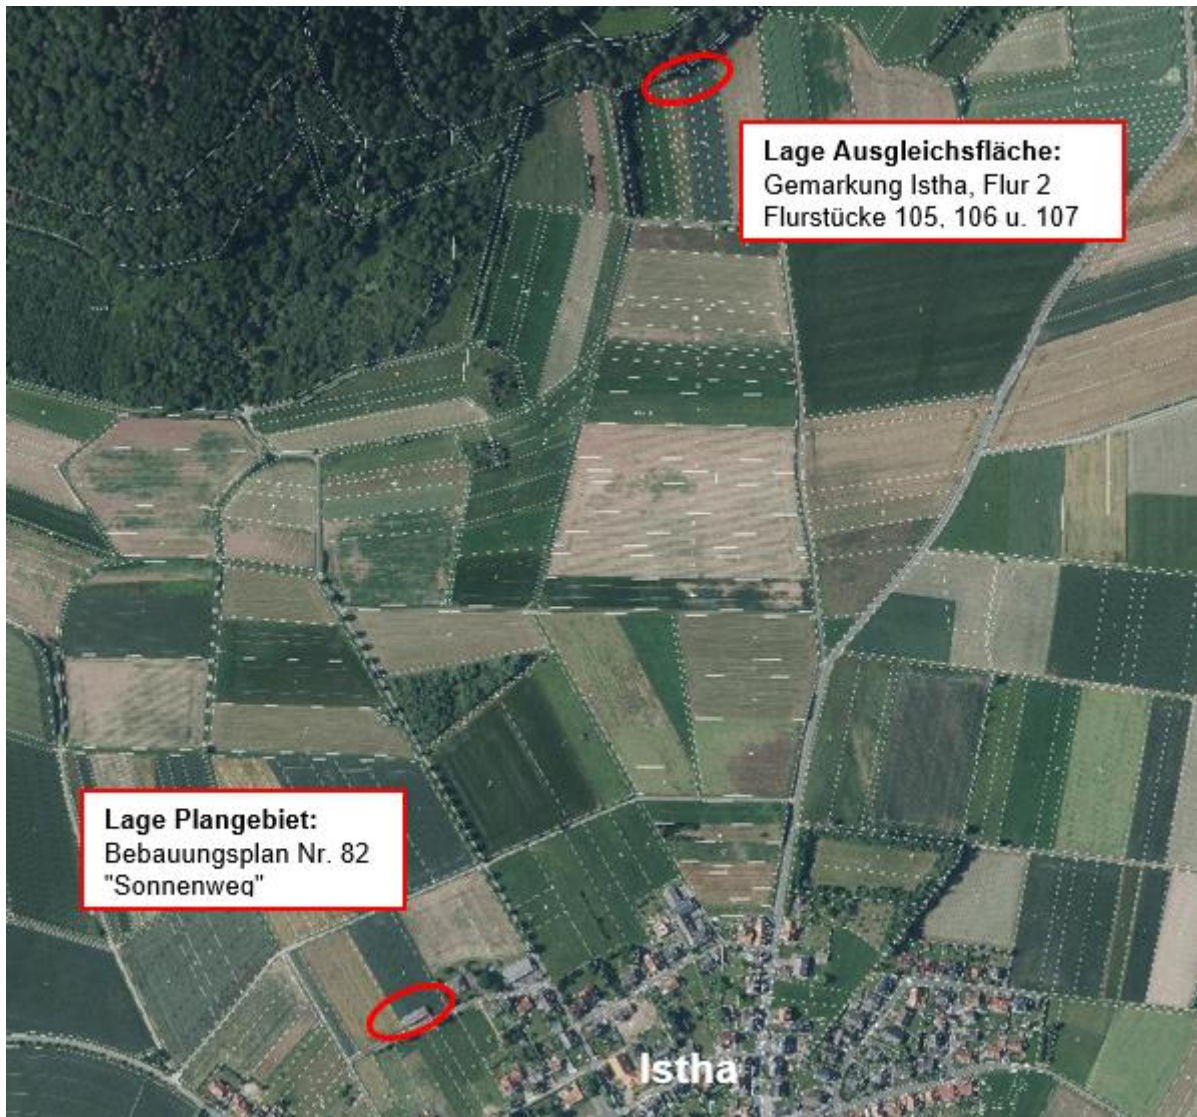 Lage Ausgleichsfläche:
Gemarkung Istha, Flur 2
Flurstücke 105, 106 u. 107
Lage Plangebiet:
Bebauungsplan Nr. 82
"Sonnenweg"
Istha